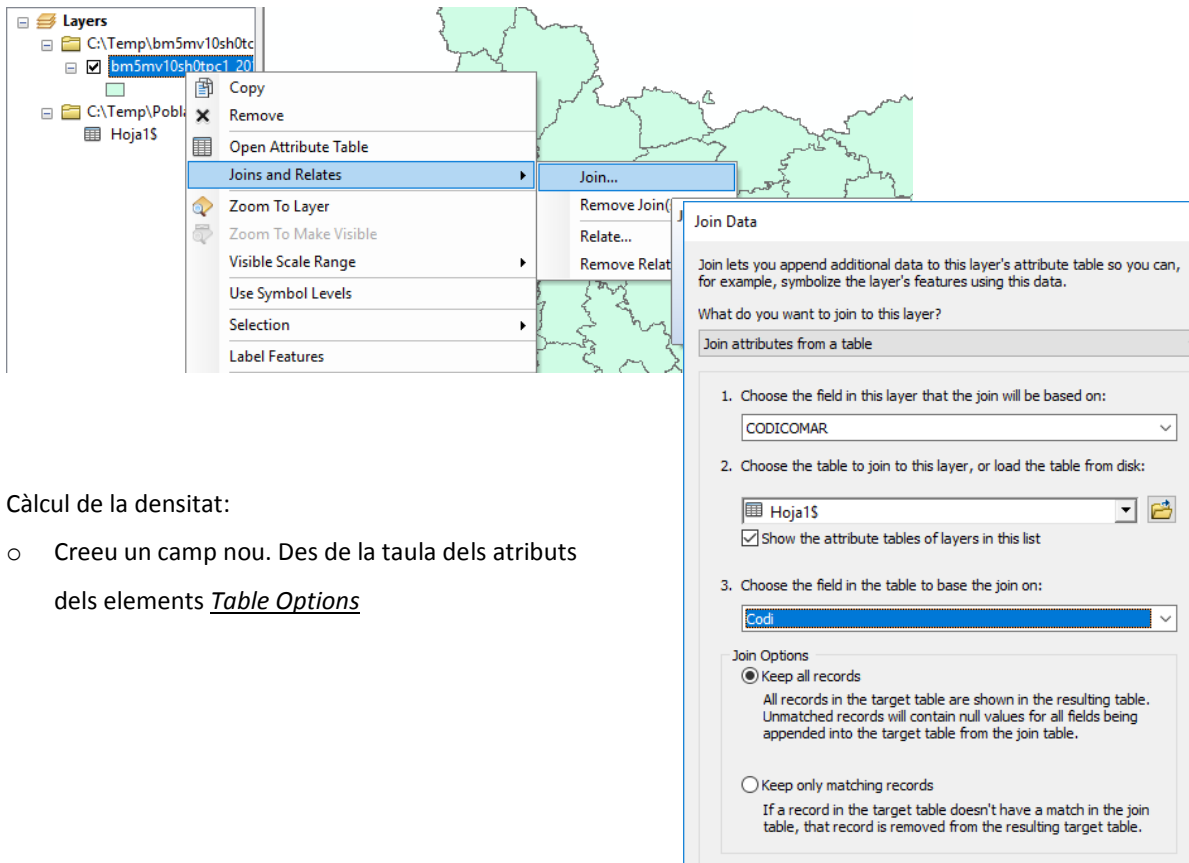 Layers
C:\Temp\bm5mv10sh0tc
bm5mv10sh0tpc1_20
C:\Temp\Pobl
Hoja1$
Copy
Remove
Open Attribute Table
Joins and Relates
Zoom To Layer
Zoom To Make Visible
Visible Scale Range
Use Symbol Levels
Selection
Label Features
Join...
Remove Join(
Relate...
Remove Relat
J
Join Data
Join lets you append additional data to this layer's attribute table so you can,
for example, symbolize the layer's features using this data.
What do you want to join to this layer?
Join attributes from a table
1. Choose the field in this layer that the join will be based on:
CODICOMAR
2. Choose the table to join to this layer, or load the table from disk:
Hoja1$
Show the attribute tables of layers in this list
3. Choose the field in the table to base the join on:
Codi
Join Options
Keep all records
All records in the target table are shown in the resulting table.
Unmatched records will contain null values for all fields being
appended into the target table from the join table.
Keep only matching records
If a record in the target table doesn't have a match in the join
table, that record is removed from the resulting target table.
Càlcul de la densitat:
o Creeu un camp nou. Des de la taula dels atributs
dels elements Table Options